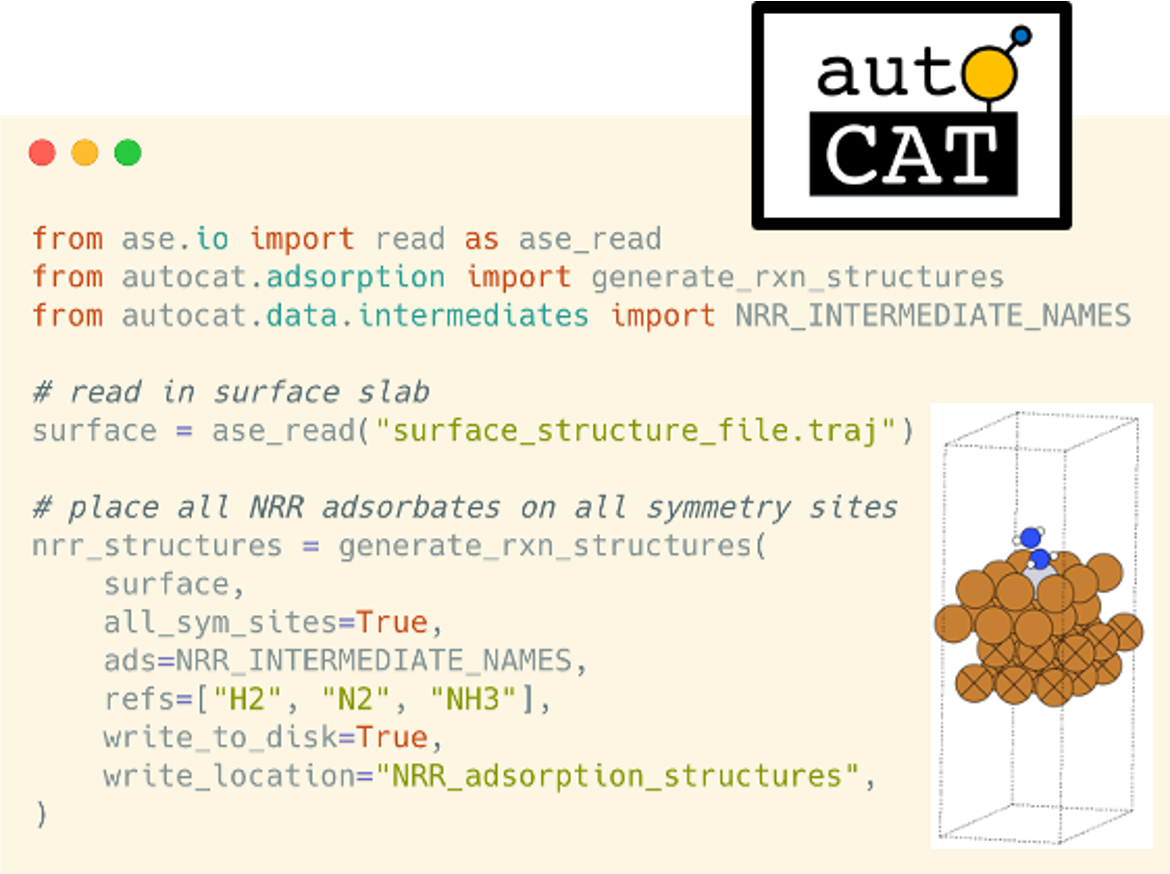 aut
CAT
from ase.io import read as ase_read
from autocat.adsorption import generate_rxn_structures
from autocat.data.intermediates import NRR_INTERMEDIATE_NAMES
# read in surface slab
surface = ase_read("surface_structure_file.traj")
# place all NRR adsorbates on all symmetry sites
nrr_structures = generate_rxn_structures(
    surface,
    all_sym_sites=True,
    ads=NRR_INTERMEDIATE_NAMES,
    refs=["H2", "N2", "NH3"],
    write_to_disk=True,
    write_location="NRR_adsorption_structures",
)